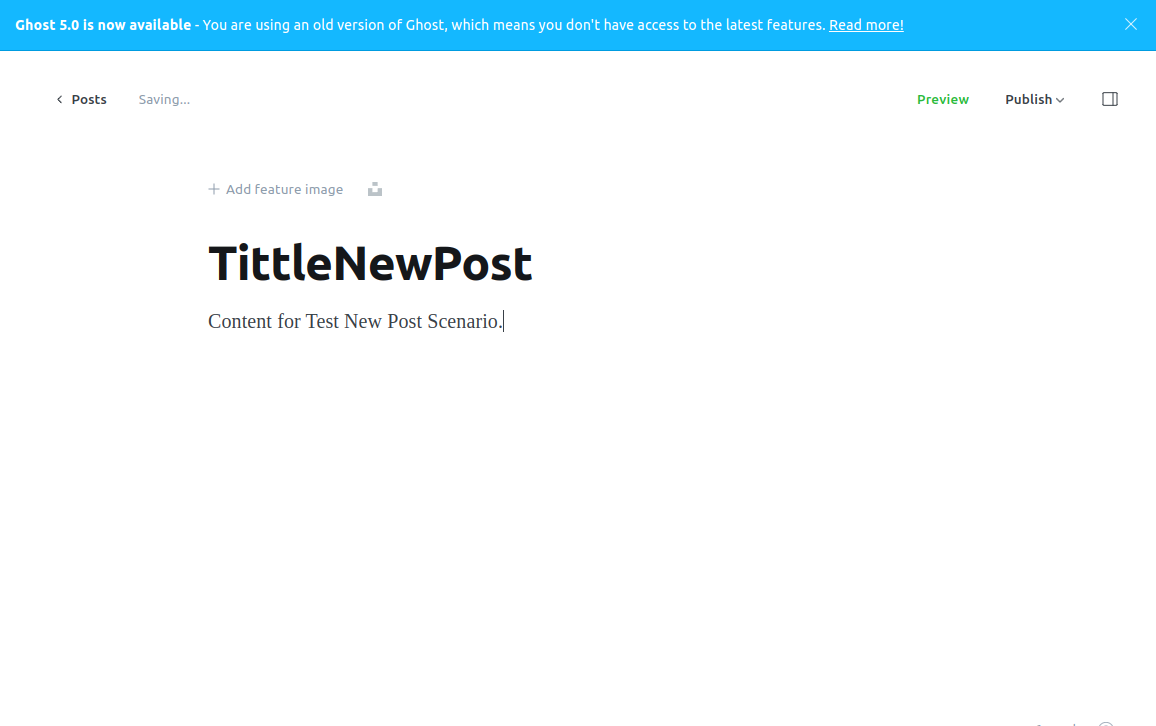 Ghost 5.0 is now available - You are using an old version of Ghost, which means you don't have access to the latest features. Read more!
Posts Saving... Preview Publish
Add feature image
TittleNewPost
Content for Test New Post Scenario.